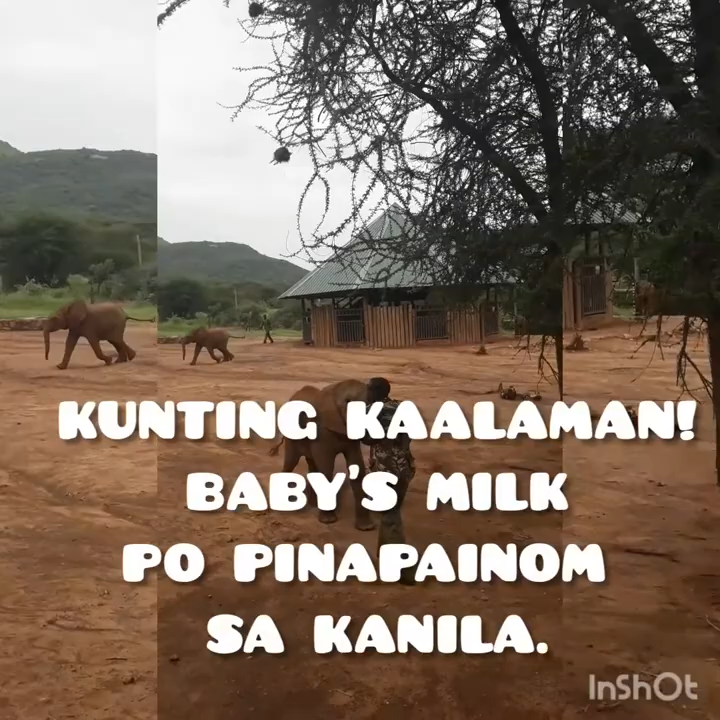 KUNTING KAALAMAN!
BABY'S MILK
PO PINAPAINOM
SA KANILA.
InShOt